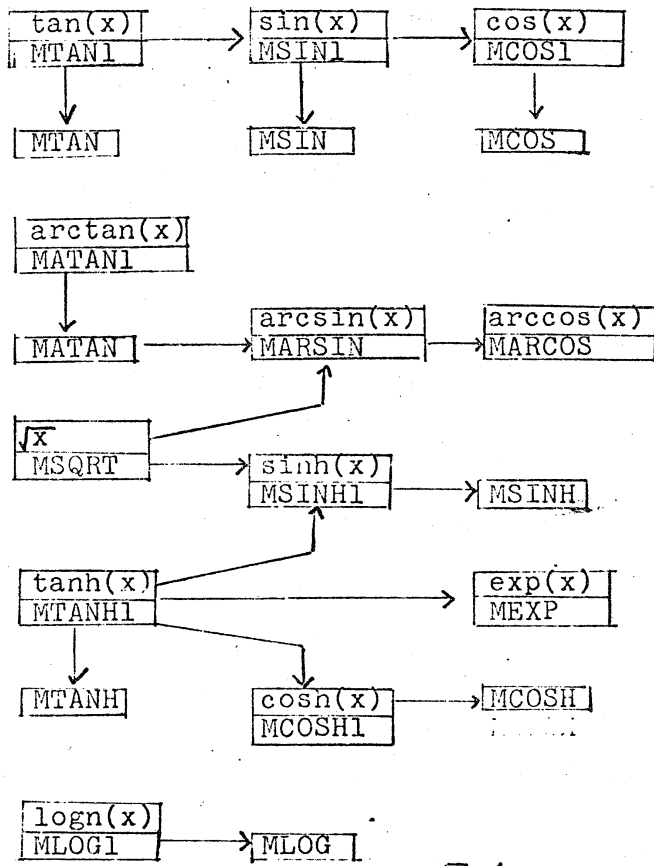 tan(x) sin(x) cos(x)
MTAN1 MSIN1 MCOS1
MTAN MSIN MCOS
arctan(x)
MATAN1
arcsin(x) arccos(x)
MATAN MARSIN MARCOS
√x
MSQRT sinh(x)
MSINH1 MSINH
tanh(x) exp(x)
MTANH1 MEXP
MTANH cosh(x) MCOSH
MCOSH1
logn(x)
MLOG1 MLOG